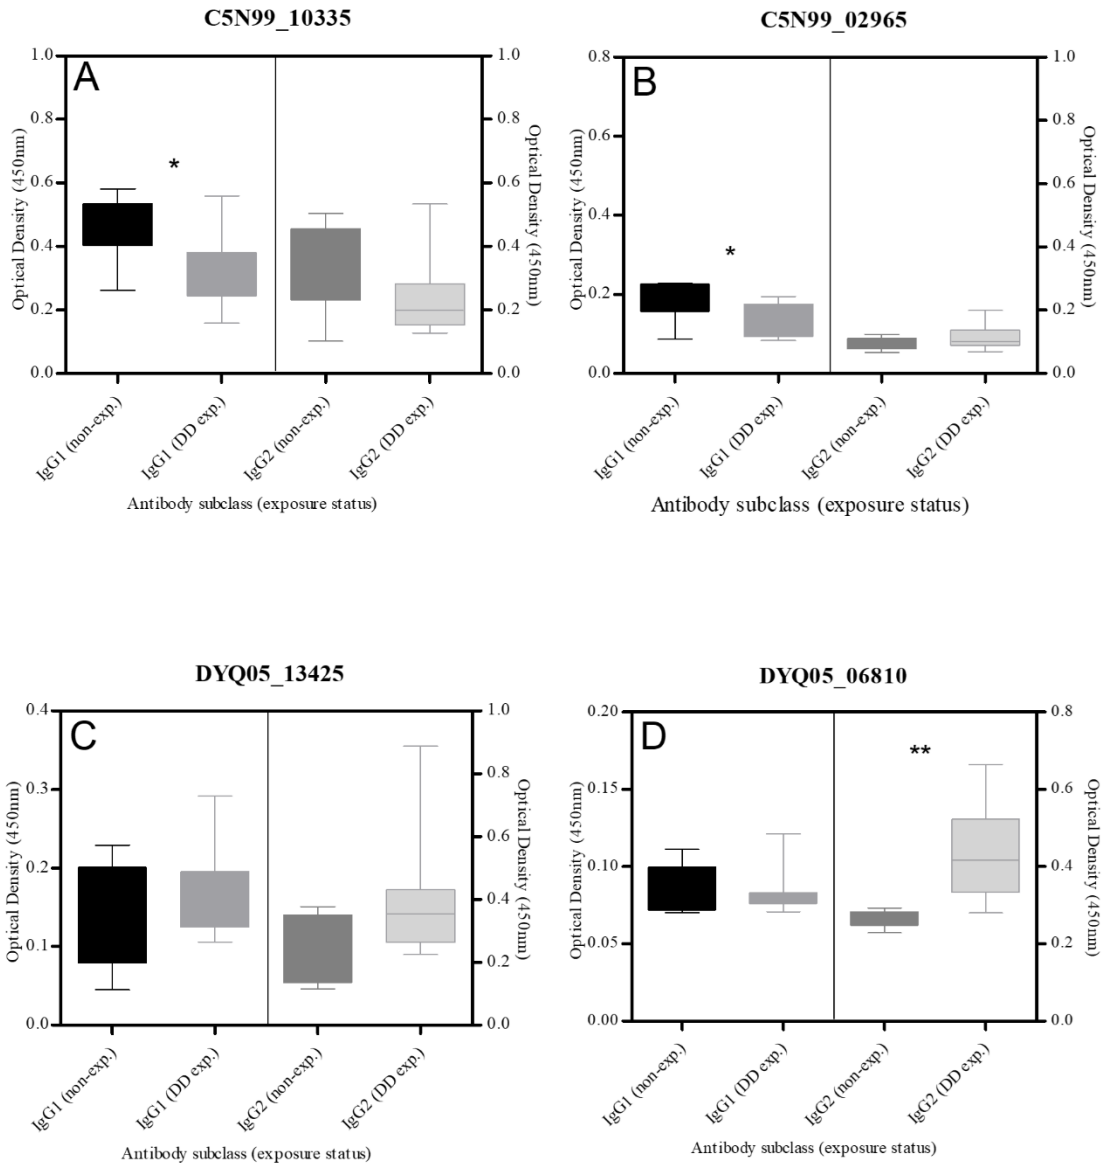 C5N99_10335
A
*
1.0
0.8
0.6
0.4
0.2
0.0
Optical Density (450nm)
1.0
0.8
0.6
0.4
0.2
0.0
Optical Density (450nm)
IgG1 (non-exp.)
IgG1 (DD exp.)
IgG2 (non-exp.)
IgG2 (DD exp.)
Antibody subclass (exposure status)
C5N99_02965
B
*
0.8
0.6
0.4
0.2
0.0
Optical Density (450nm)
1.0
0.8
0.6
0.4
0.2
0.0
Optical Density (450nm)
IgG1 (non-exp.)
IgG1 (DD exp.)
IgG2 (non-exp.)
IgG2 (DD exp.)
Antibody subclass (exposure status)
DYQ05_13425
C
0.4
0.3
0.2
0.1
0.0
Optical Density (450nm)
1.0
0.8
0.6
0.4
0.2
0.0
Optical Density (450nm)
IgG1 (non-exp.)
IgG1 (DD exp.)
IgG2 (non-exp.)
IgG2 (DD exp.)
Antibody subclass (exposure status)
DYQ05_06810
D
**
0.20
0.15
0.10
0.05
0.00
Optical Density (450nm)
0.8
0.6
0.4
0.2
0.0
Optical Density (450nm)
IgG1 (non-exp.)
IgG1 (DD exp.)
IgG2 (non-exp.)
IgG2 (DD exp.)
Antibody subclass (exposure status)